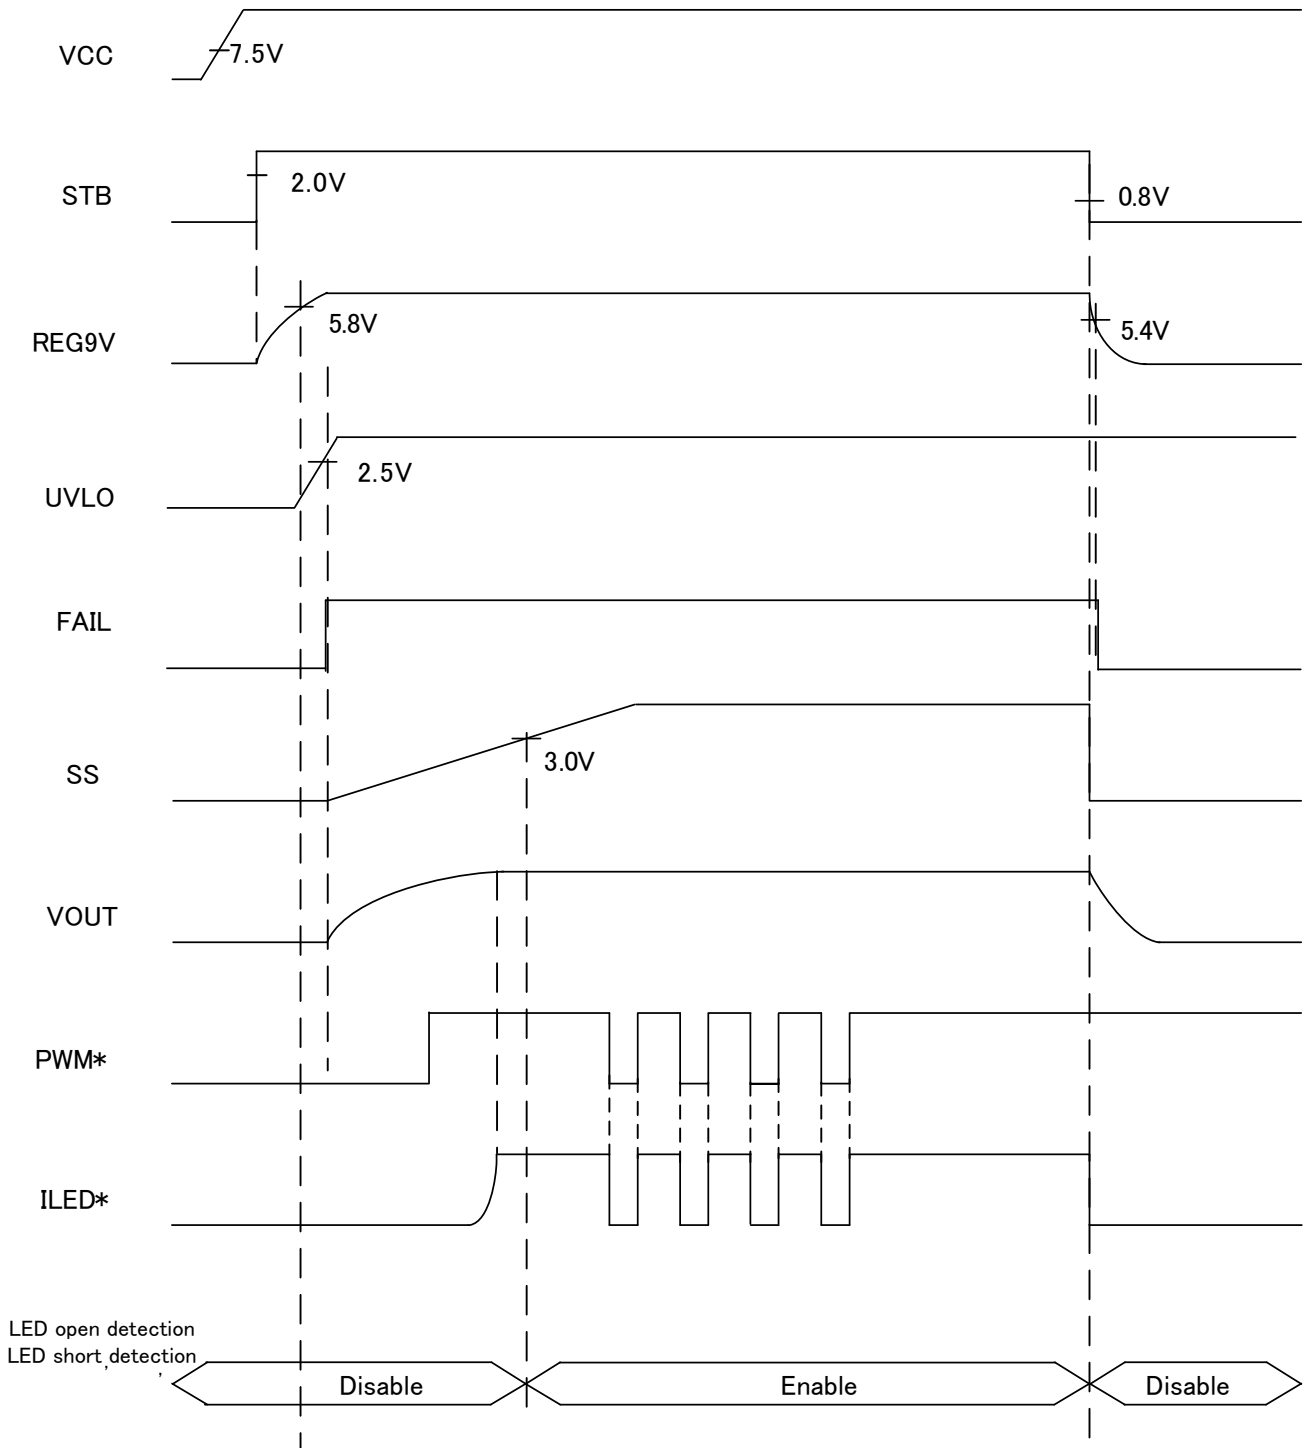 VCC
7.5V
STB
2.0V
0.8V
REG9V
5.8V
5.4V
UVLO
2.5V
FAIL
SS
3.0V
VOUT
PWM*
ILED*
LED open detection
LED short detection
, ,
Disable
Enable
Disable